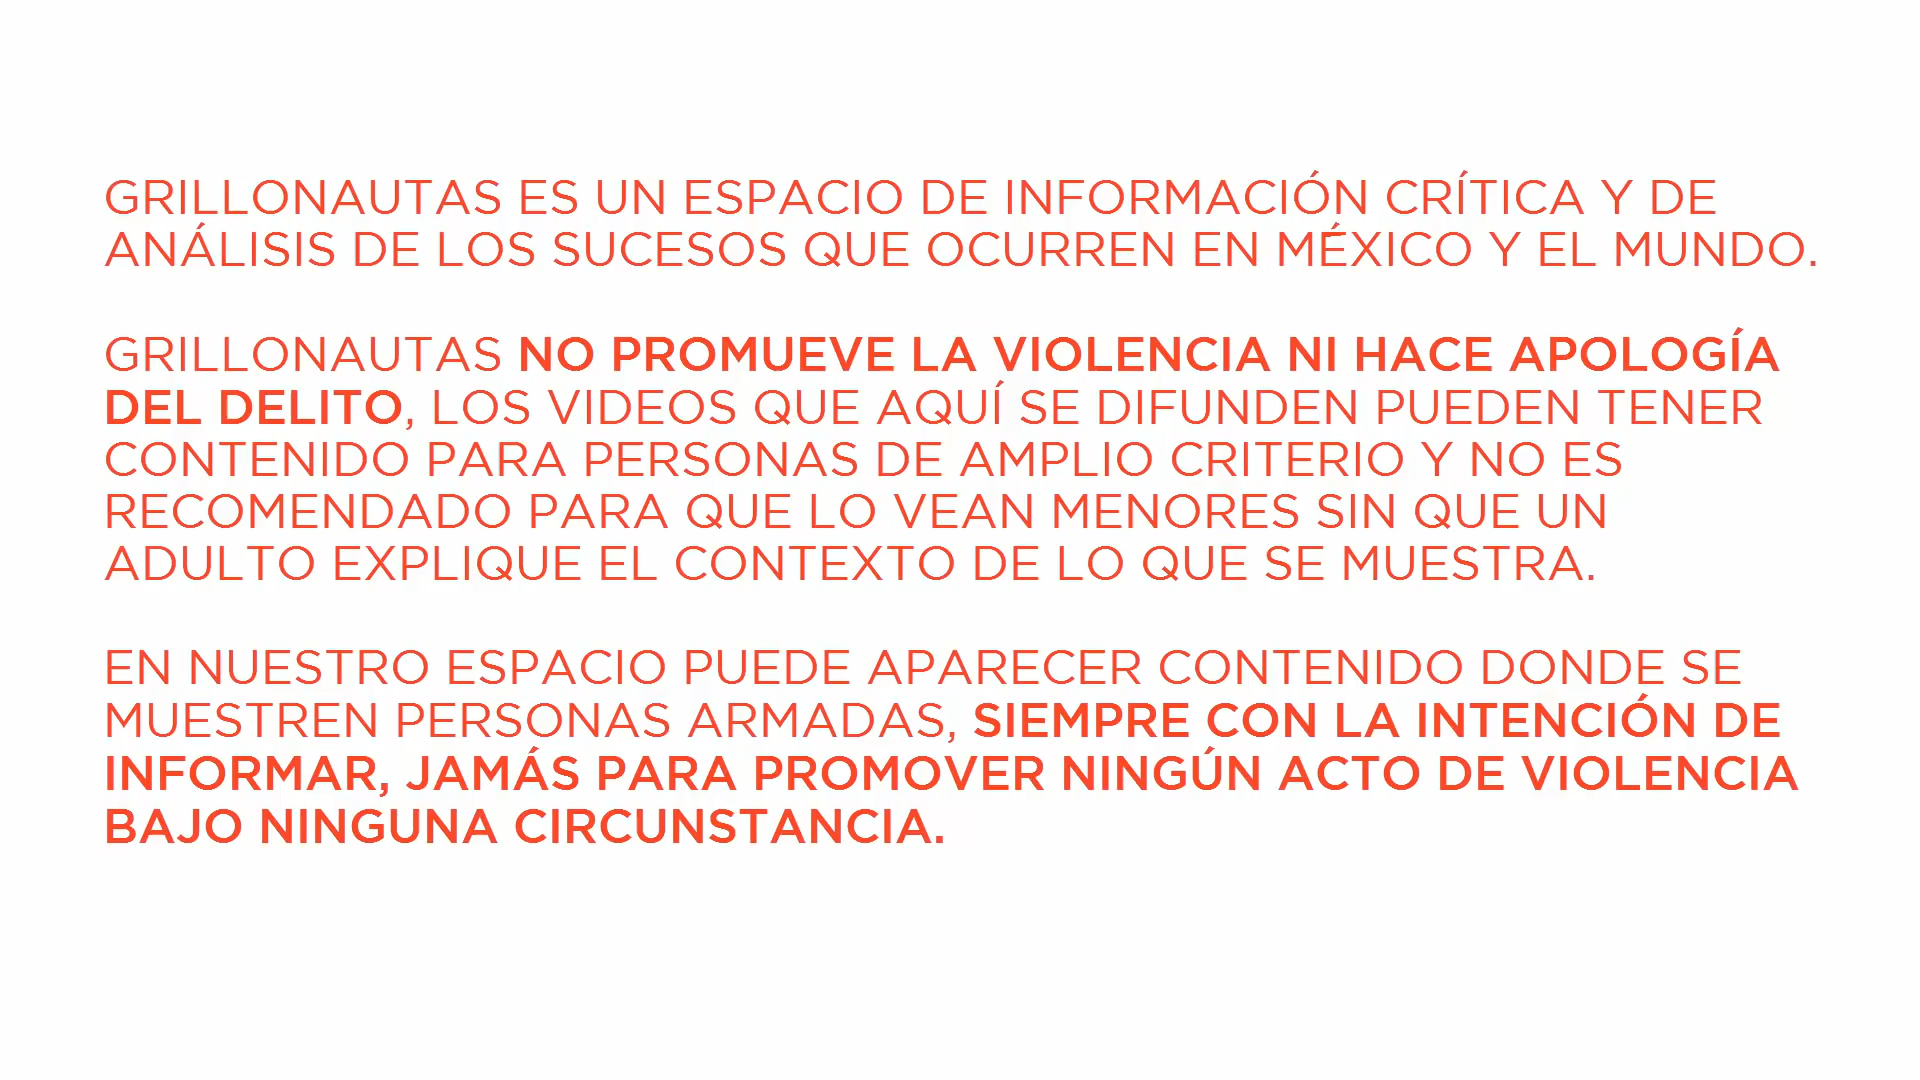 GRILLONAUTAS ES UN ESPACIO DE INFORMACIÓN CRÍTICA Y DE
ANÁLISIS DE LOS SUCESOS QUE OCURREN EN MÉXICO Y EL MUNDO.
GRILLONAUTAS NO PROMUEVE LA VIOLENCIA NI HACE APOLOGÍA
DEL DELITO, LOS VIDEOS QUE AQUÍ SE DIFUNDEN PUEDEN TENER
CONTENIDO PARA PERSONAS DE AMPLIO CRITERIO Y NO ES
RECOMENDADO PARA QUE LO VEAN MENORES SIN QUE UN
ADULTO EXPLIQUE EL CONTEXTO DE LO QUE SE MUESTRA.
EN NUESTRO ESPACIO PUEDE APARECER CONTENIDO DONDE SE
MUESTREN PERSONAS ARMADAS, SIEMPRE CON LA INTENCIÓN DE
INFORMAR, JAMÁS PARA PROMOVER NINGÚN ACTO DE VIOLENCIA
BAJO NINGUNA CIRCUNSTANCIA.